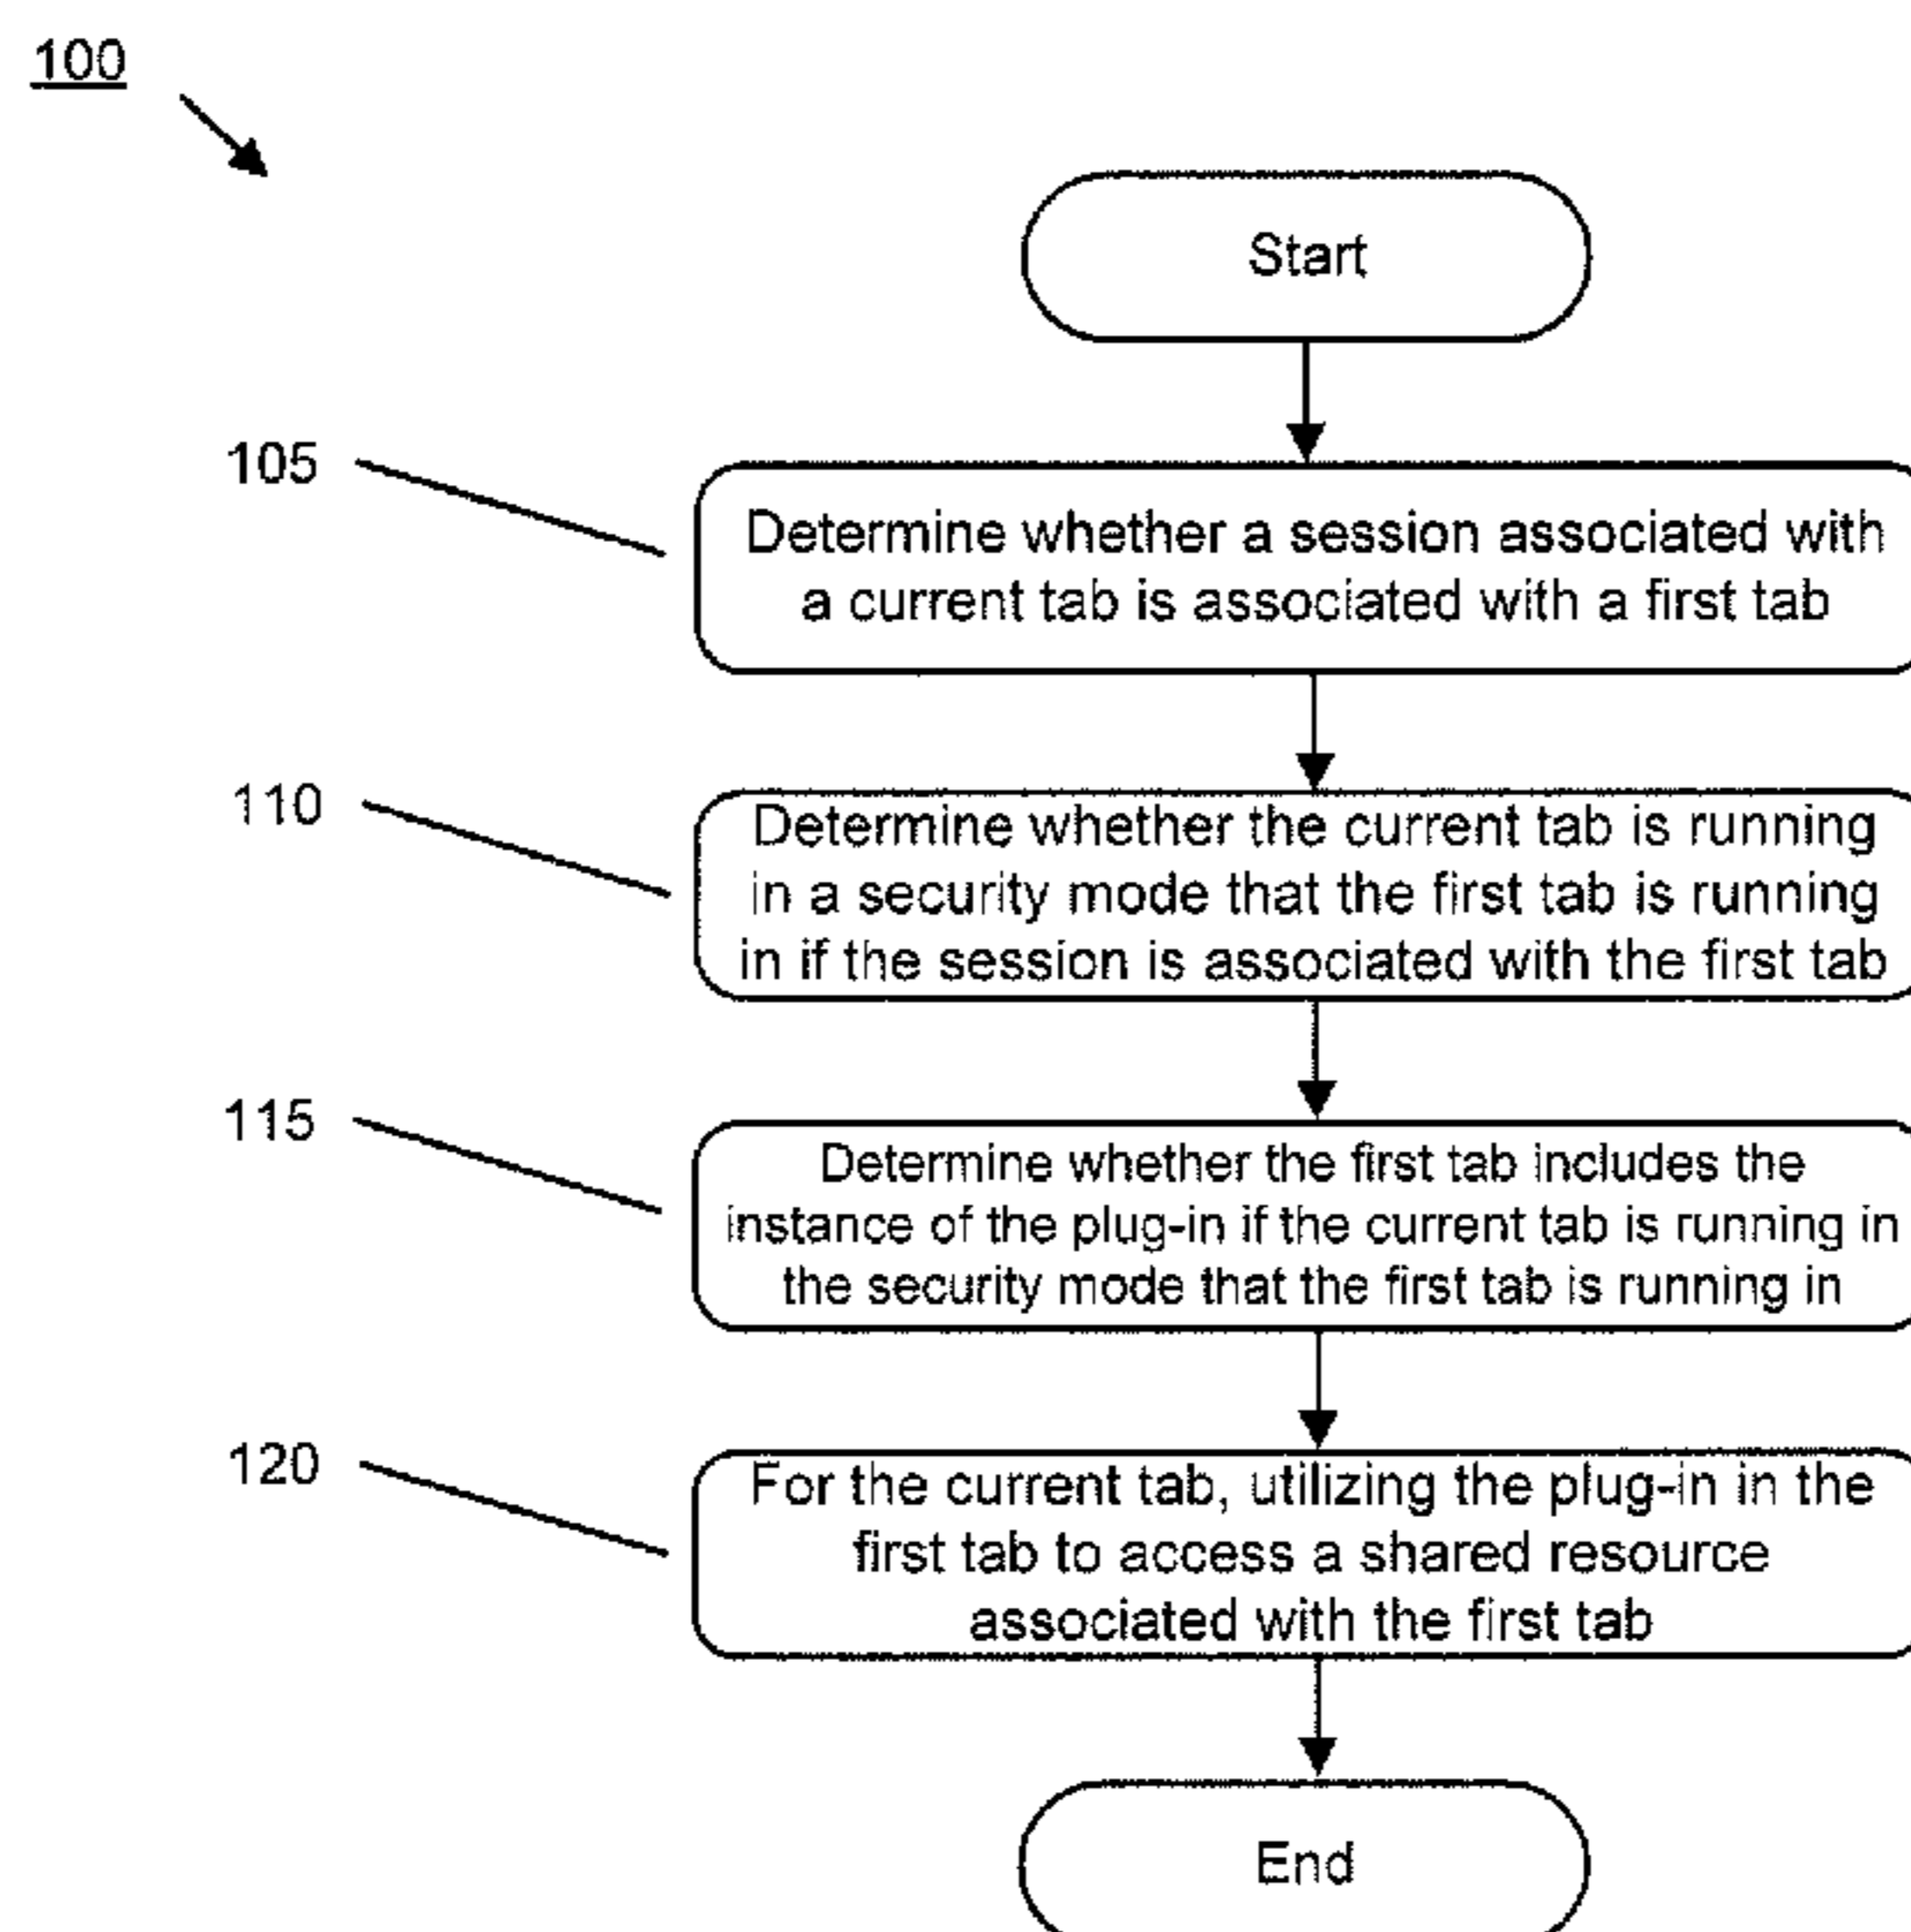 100
Start
105
Determine whether a session associated with
a current tab is associated with a first tab
110
Determine whether the current tab is running
in a security mode that the first tab is running
in if the session is associated with the first tab
115
Determine whether the first tab includes the
instance of the plug-in if the current tab is running in
the security mode that the first tab is running in
120
For the current tab, utilizing the plug-in in the
first tab to access a shared resource
associated with the first tab
End